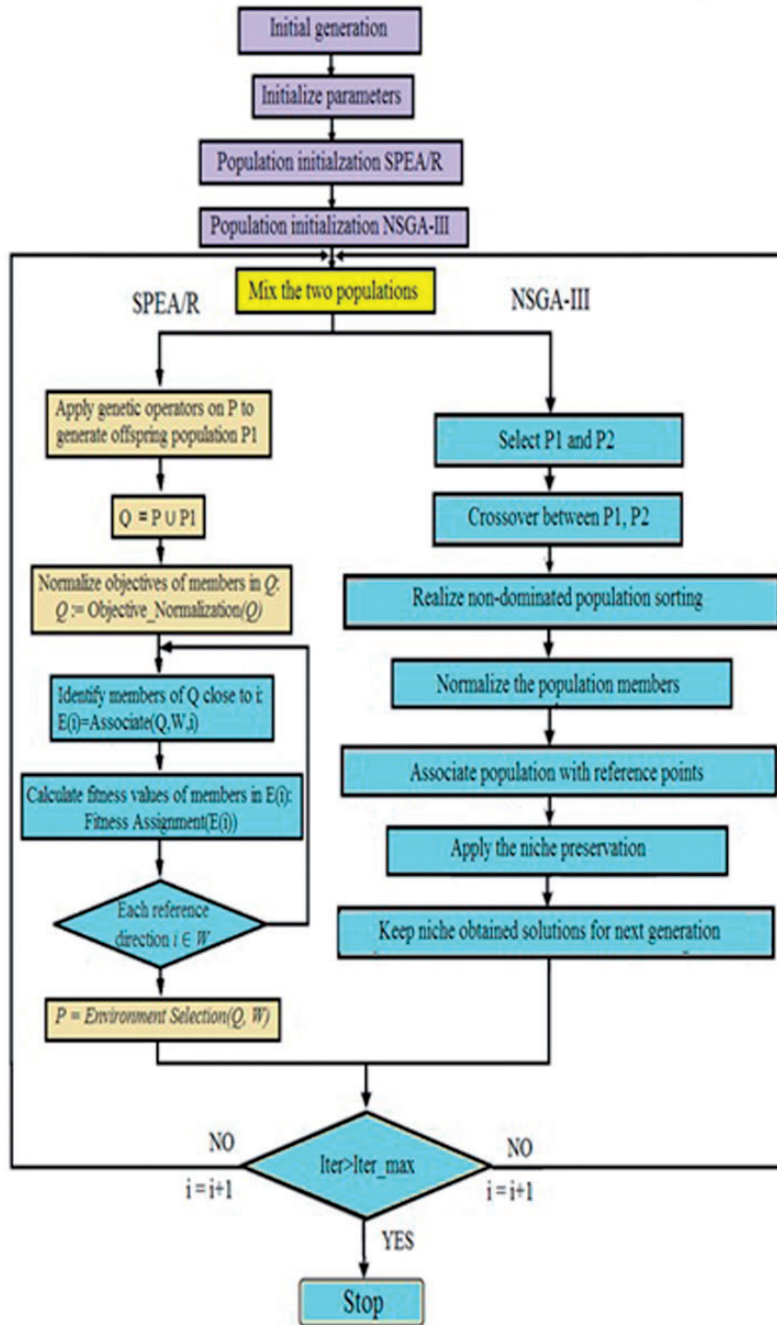 Initial generation
Initialize parameters
Population initialzation SPEA/R
Population initialization NSGA-III
Mix the two populations
SPEA/R
NSGA-III
Apply genetic operators on P to
generate offspring population P1
Q = P ∪ P1
Normalize objectives of members in Q:
Q := Objective_Normalization(Q)
Identify members of Q close to i:
E(i)=Associate(Q,W,i)
Calculate fitness values of members in E(i):
Fitness Assignment(E(i))
Each reference
direction i ∈ W
P = Environment Selection(Q, W)
Select P1 and P2
Crossover between P1, P2
Realize non-dominated population sorting
Normalize the population members
Associate population with reference points
Apply the niche preservation
Keep niche obtained solutions for next generation
NO
i = i+1
Iter>Iter_max
NO
i = i+1
YES
Stop